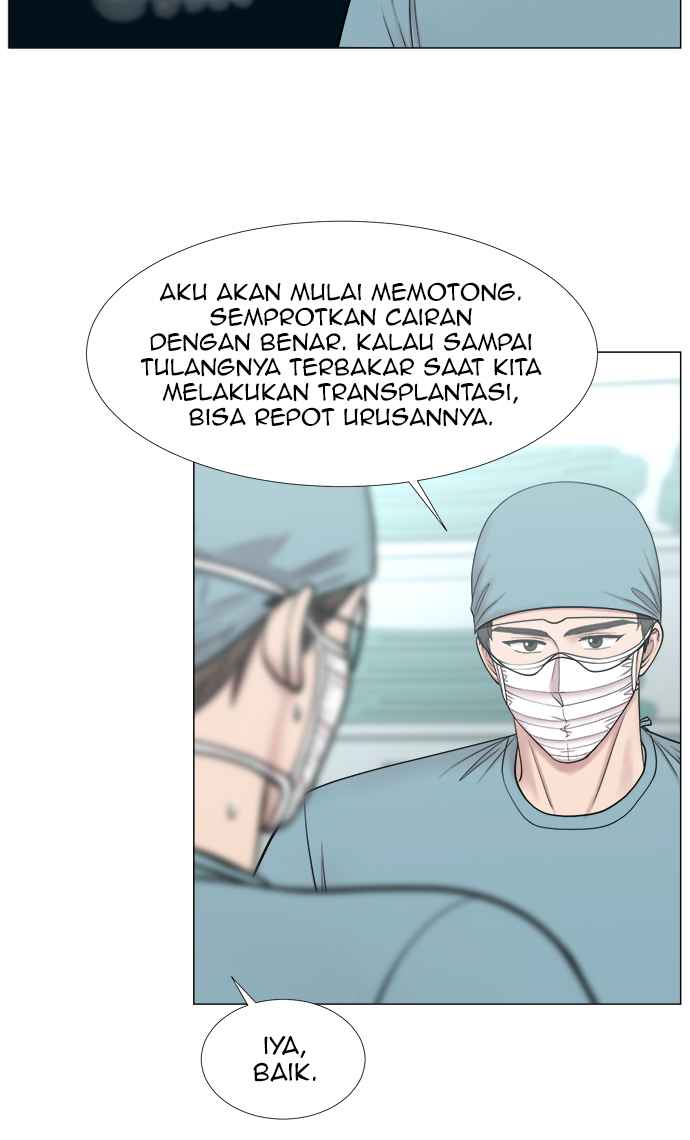 AKU AKAN MULAI MEMOTONG.
SEMPROTKAN CAIRAN
DENGAN BENAR. KALAU SAMPAI
TULANGNYA TERBAKAR SAAT KITA
MELAKUKAN TRANSPLANTASI,
BISA REPOT URUSANNYA.
IYA,
BAIK.